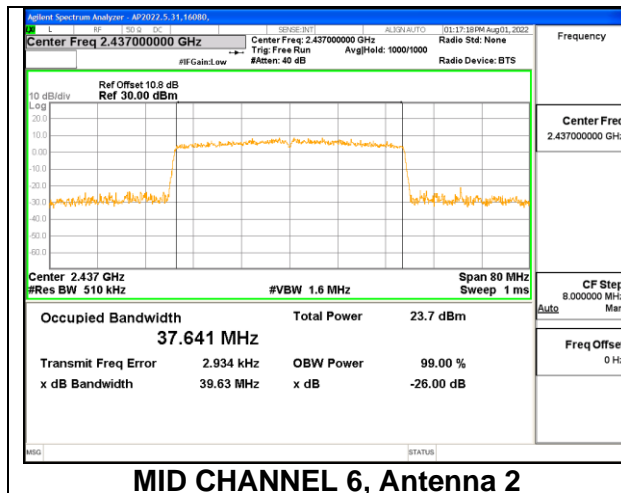 Agilent Spectrum Analyzer - AP2022.5.31,16080,
L RF 50 Ω DC SENSE:INT ALIGN AUTO 01:17:18 PM Aug 01, 2022
Center Freq 2.437000000 GHz Center Freq: 2.437000000 GHz Radio Std: None Frequency
Trig: Free Run Avg|Hold: 1000/1000
#IFGain:Low #Atten: 40 dB Radio Device: BTS
Ref Offset 10.8 dB
10 dB/div Ref 30.00 dBm
Log
20.0
10.0
0.00
-10.0
-20.0
-30.0
-40.0
-50.0
-60.0
Center Freq
2.437000000 GHz
Center 2.437 GHz Span 80 MHz
#Res BW 510 kHz #VBW 1.6 MHz Sweep 1 ms
CF Step
8.000000 MHz
Auto Man
Occupied Bandwidth Total Power 23.7 dBm
37.641 MHz
Transmit Freq Error 2.934 kHz OBW Power 99.00 %
x dB Bandwidth 39.63 MHz x dB -26.00 dB
Freq Offset
0 Hz
MSG STATUS
MID CHANNEL 6, Antenna 2